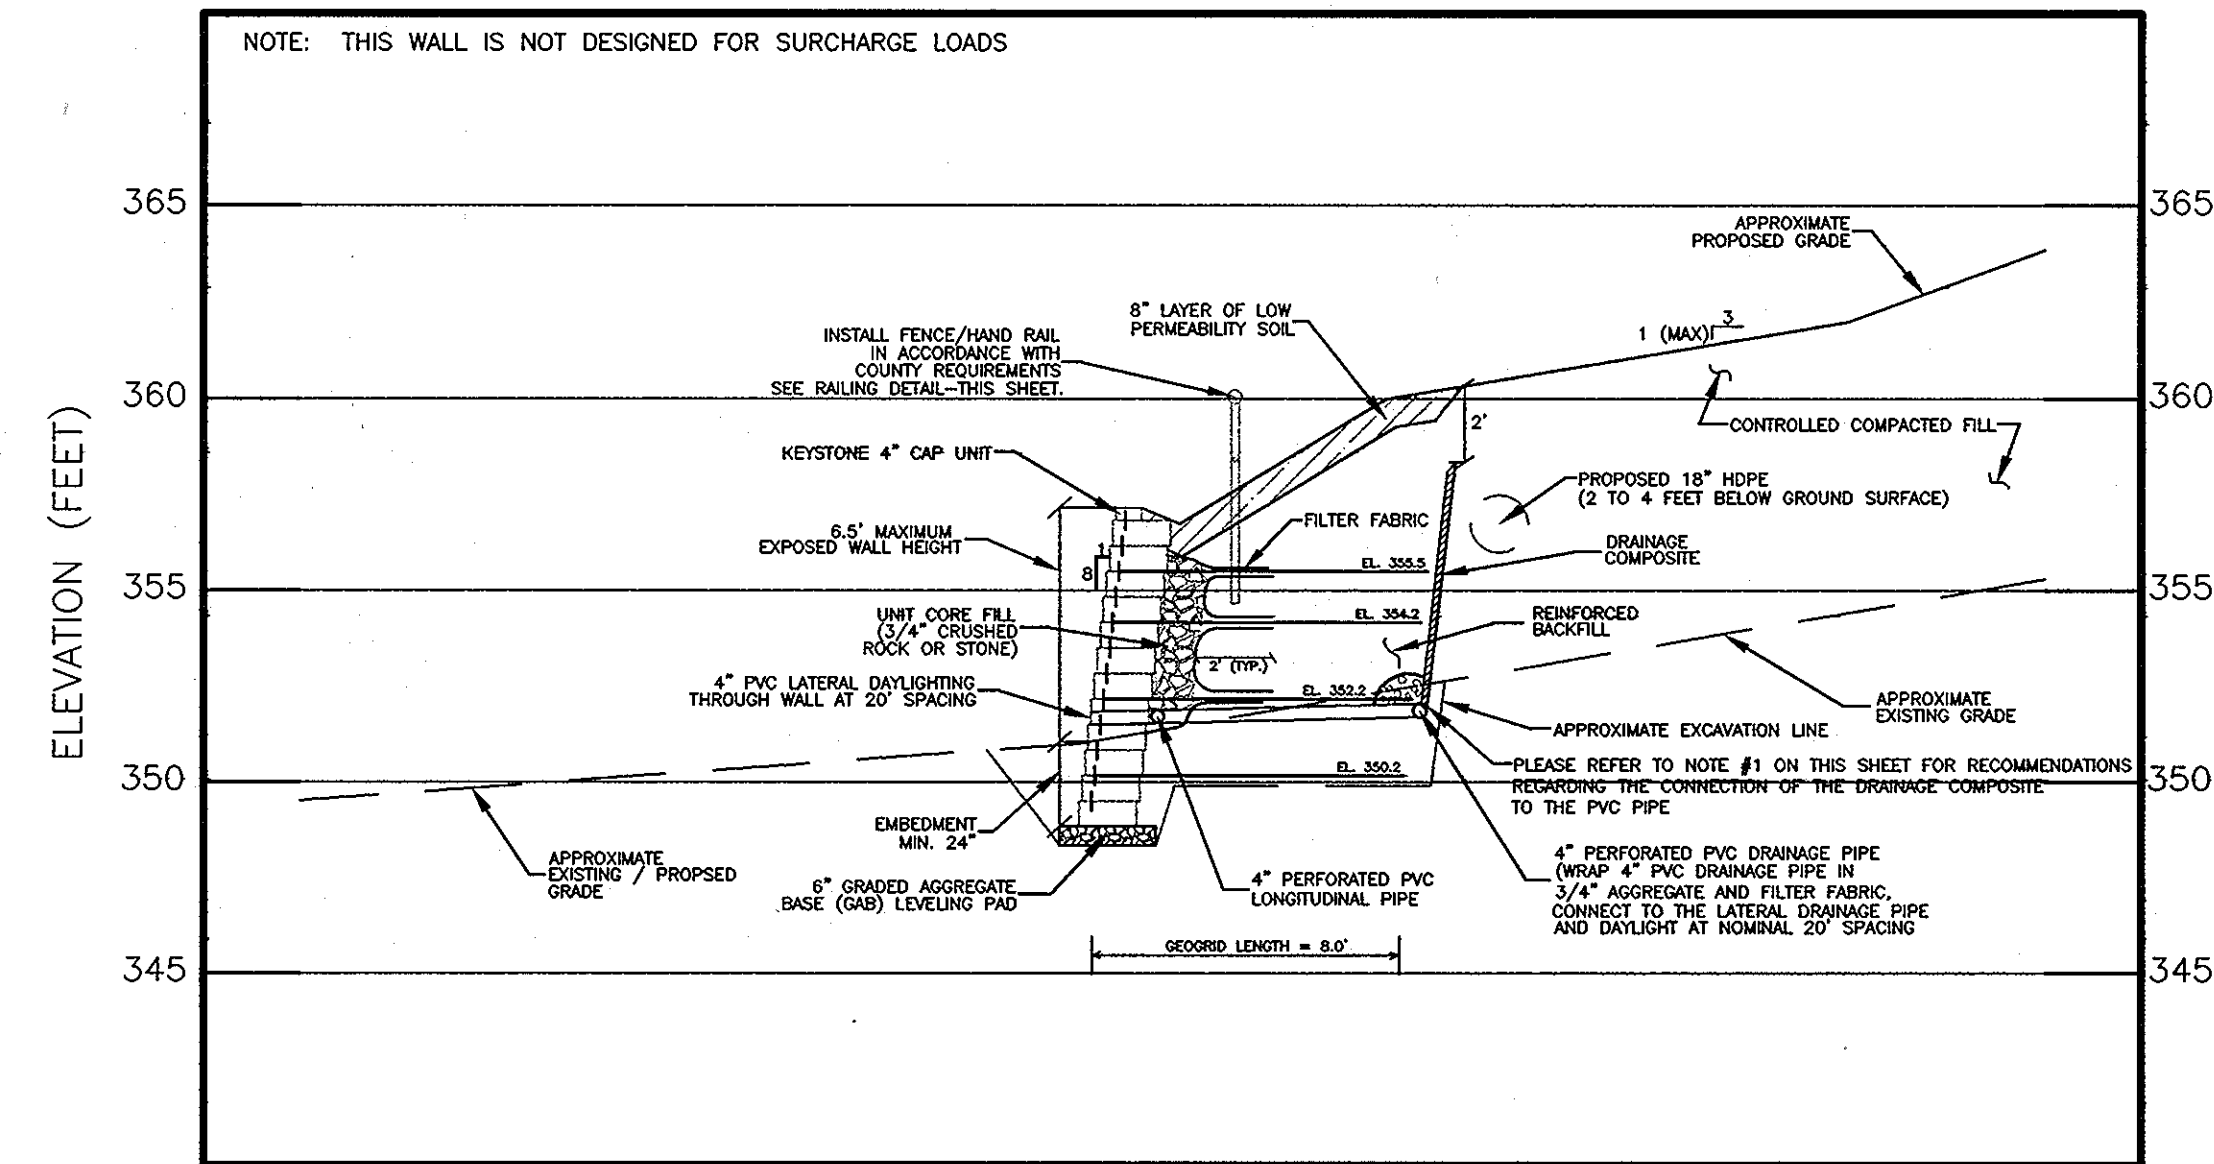 NOTE: THIS WALL IS NOT DESIGNED FOR SURCHARGE LOADS
ELEVATION (FEET)
365
365
APPROXIMATE
PROPOSED GRADE
8" LAYER OF LOW
PERMEABILITY SOIL
3
1 (MAX)
INSTALL FENCE/HAND RAIL
IN ACCORDANCE WITH
COUNTY REQUIREMENTS
SEE RAILING DETAIL-THIS SHEET.
360
360
2'
CONTROLLED COMPACTED FILL
KEYSTONE 4" CAP UNIT
PROPOSED 18" HDPE
(2 TO 4 FEET BELOW GROUND SURFACE)
6.5' MAXIMUM
EXPOSED WALL HEIGHT
FILTER FABRIC
DRAINAGE
COMPOSITE
1
8
EL. 355.5
355
355
UNIT CORE FILL
(3/4" CRUSHED
ROCK OR STONE)
EL. 354.2
REINFORCED
BACKFILL
2' (TYP.)
4" PVC LATERAL DAYLIGHTING
THROUGH WALL AT 20' SPACING
EL. 352.2
APPROXIMATE
EXISTING GRADE
APPROXIMATE EXCAVATION LINE
EL. 350.2
350
350
PLEASE REFER TO NOTE #1 ON THIS SHEET FOR RECOMMENDATIONS
REGARDING THE CONNECTION OF THE DRAINAGE COMPOSITE
TO THE PVC PIPE
EMBEDMENT
MIN. 24"
APPROXIMATE
EXISTING / PROPSED
GRADE
6" GRADED AGGREGATE
BASE (GAB) LEVELING PAD
4" PERFORATED PVC
LONGITUDINAL PIPE
4" PERFORATED PVC DRAINAGE PIPE
(WRAP 4" PVC DRAINAGE PIPE IN
3/4" AGGREGATE AND FILTER FABRIC,
CONNECT TO THE LATERAL DRAINAGE PIPE
AND DAYLIGHT AT NOMINAL 20' SPACING
GEOGRID LENGTH = 8.0'
345
345